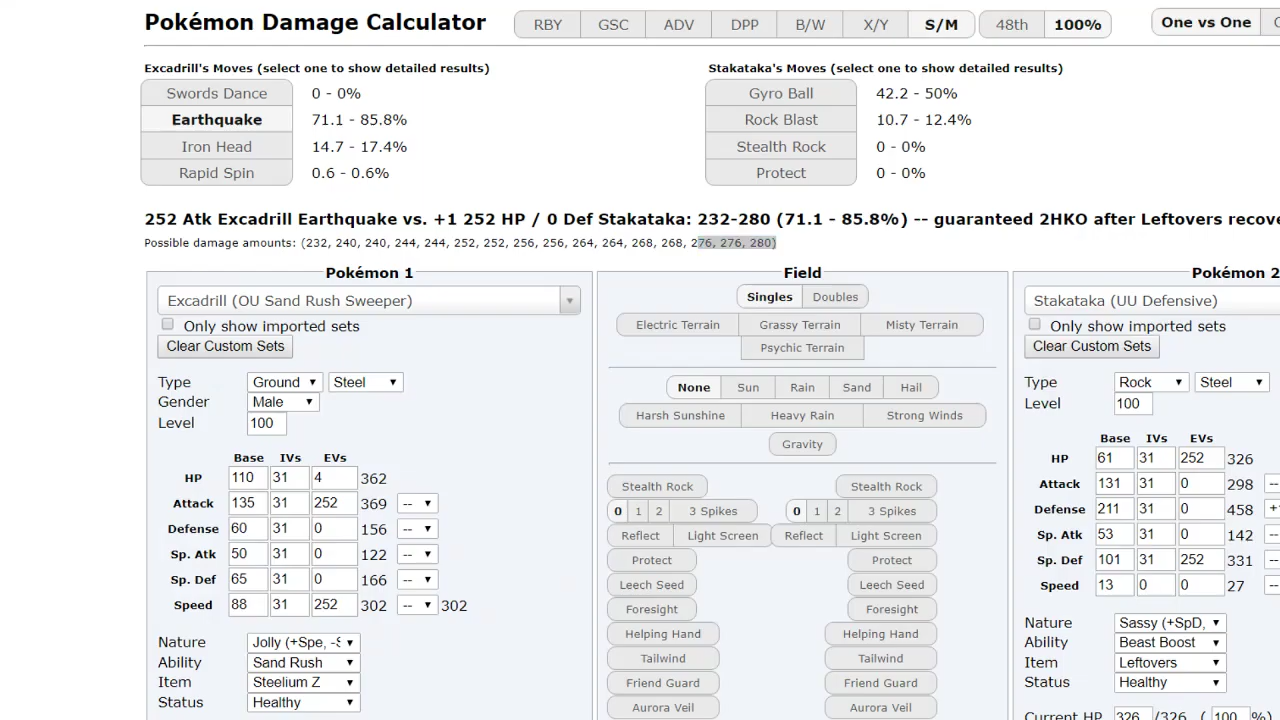 Pokémon Damage Calculator RBY GSC ADV DPP B/W X/Y S/M 48th 100% One vs One
Excadrill's Moves (select one to show detailed results) Stakataka's Moves (select one to show detailed results)
Swords Dance 0 - 0% Gyro Ball 42.2 - 50%
Earthquake 71.1 - 85.8% Rock Blast 10.7 - 12.4%
Iron Head 14.7 - 17.4% Stealth Rock 0 - 0%
Rapid Spin 0.6 - 0.6% Protect 0 - 0%
252 Atk Excadrill Earthquake vs. +1 252 HP / 0 Def Stakataka: 232-280 (71.1 - 85.8%) -- guaranteed 2HKO after Leftovers recove
Possible damage amounts: (232, 240, 240, 244, 244, 252, 252, 256, 256, 264, 264, 268, 268, 276, 276, 280)
Pokémon 1 Field Pokémon 2
Excadrill (OU Sand Rush Sweeper) Singles Doubles Stakataka (UU Defensive)
Only show imported sets Electric Terrain Grassy Terrain Misty Terrain Only show imported sets
Clear Custom Sets Psychic Terrain Clear Custom Sets
Type Ground Steel None Sun Rain Sand Hail Type Rock Steel
Gender Male Level 100
Level 100 Harsh Sunshine Heavy Rain Strong Winds
Gravity
Base IVs EVs Base IVs EVs
HP 110 31 4 362 HP 61 31 252 326
Stealth Rock Stealth Rock
Attack 135 31 252 369 -- Attack 131 31 0 298 --
0 1 2 3 Spikes 0 1 2 3 Spikes
Defense 60 31 0 156 -- Defense 211 31 0 458 +
Reflect Light Screen Reflect Light Screen
Sp. Atk 50 31 0 122 -- Sp. Atk 53 31 0 142 --
Protect Protect
Sp. Def 65 31 0 166 -- Sp. Def 101 31 252 331 --
Leech Seed Leech Seed
Speed 88 31 252 302 -- 302 Speed 13 0 0 27 --
Foresight Foresight
Helping Hand Helping Hand
Nature Jolly (+Spe, - Nature Sassy (+SpD,
Ability Sand Rush Tailwind Tailwind Ability Beast Boost
Item Steelium Z Friend Guard Friend Guard Item Leftovers
Status Healthy Aurora Veil Aurora Veil Status Healthy
Current HP 326 /326 ( 100 %)